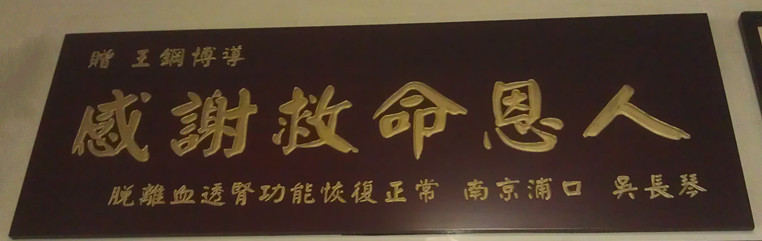 贈 王鋼博導
感謝救命恩人
脫離血透腎功能恢復正常 南京浦口 吳長琴